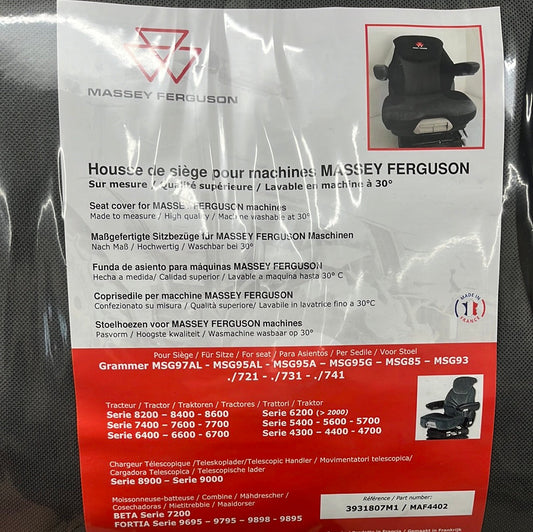 MASSEY FERGUSON
Housse de siège pour machines MASSEY FERGUSON
Sur mesure / Qualité supérieure / Lavable en machine à 30°
Seat cover for MASSEY FERGUSON machines
Made to measure / High quality / Machine washable at 30°
Maßgefertigte Sitzbezüge für MASSEY FERGUSON Maschinen
Nach Maß / Hochwertig / Waschbar bei 30°
Funda de asiento para máquinas MASSEY FERGUSON
Hecha a medida/ Calidad superior / Lavable a maquina hasta 30° C
Coprisedile per macchine MASSEY FERGUSON
Confezionato su misura / Qualità superiore/ Lavabile in lavatrice fino a 30°C
Stoelhoezen voor MASSEY FERGUSON machines
Pasvorm / Hoogste kwaliteit / Wasmachine wasbaar op 30°
MADE IN
FRANCE
Pour Siège / Für Sitze / For seat / Para Asientos / Per Sedile / Voor Stoel
Grammer MSG97AL - MSG95AL - MSG95A – MSG95G – MSG85 – MSG93
./721 - ./731 - ./741
Tracteur / Tractor / Traktoren / Tractores / Trattori / Traktor
Serie 8200 – 8400 - 8600 Serie 6200 (> 2000)
Serie 7400 – 7600 - 7700 Serie 5400 - 5600 - 5700
Serie 6400 – 6600 - 6700 Serie 4300 – 4400 - 4700
Chargeur Télescopique /Teleskoplader/Telescopic Handler / Movimentatori telescopica/
Cargadora Telescopica / Telescopische lader
Serie 8900 – Serie 9000
Moissonneuse-batteuse / Combine / Mähdrescher /
Cosechadoras / Mietitrebbie / Maaidorser
BETA Serie 7200
FORTIA Serie 9695 – 9795 – 9898 - 9895
Référence / Part number:
3931807M1 / MAF4402